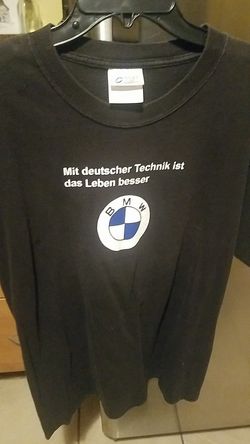 Mit deutscher Technik ist
das Leben besser
BMW